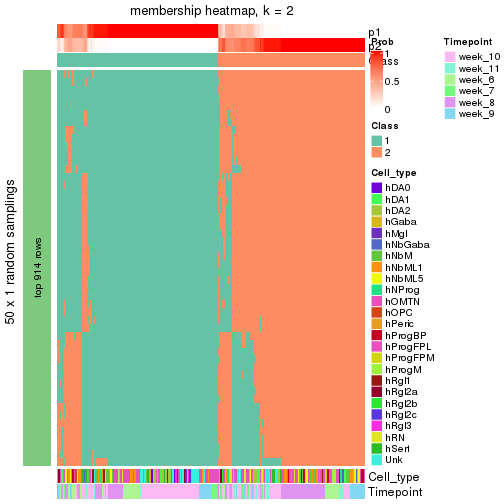 membership heatmap, k = 2
p1
p2
Class
50 x 1 random samplings
top 914 rows
Cell_type
Timepoint
Prob
1
0.5
0
Class
1
2
Cell_type
hDA0
hDA1
hDA2
hGaba
hMgl
hNbGaba
hNbM
hNbML1
hNbML5
hNProg
hOMTN
hOPC
hPeric
hProgBP
hProgFPL
hProgFPM
hProgM
hRgl1
hRgl2a
hRgl2b
hRgl2c
hRgl3
hRN
hSert
Unk
Timepoint
week_10
week_11
week_6
week_7
week_8
week_9